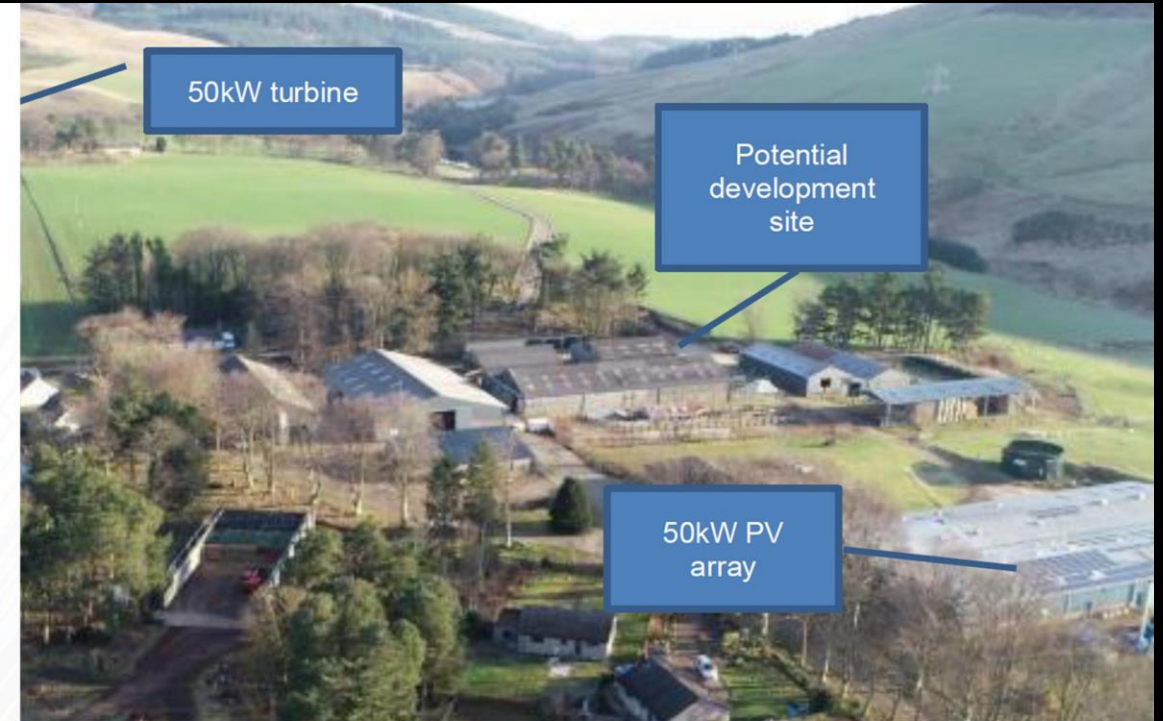 50kW turbine
Potential
development
site
50kW PV
array